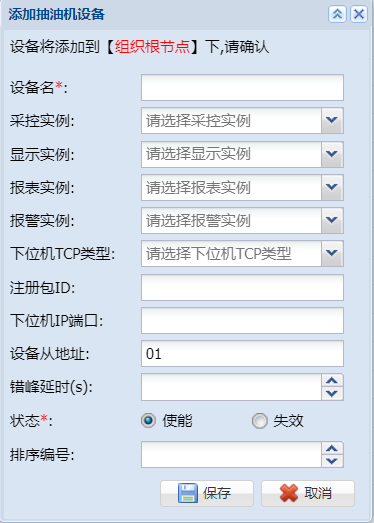 添加抽油机设备
设备将添加到【组织根节点】下,请确认
设备名*:
采控实例: 请选择采控实例
显示实例: 请选择显示实例
报表实例: 请选择报表实例
报警实例: 请选择报警实例
下位机TCP类型: 请选择下位机TCP类型
注册包ID:
下位机IP端口:
设备从地址: 01
错峰延时(s):
状态*: 使能 失效
排序编号:
保存 取消